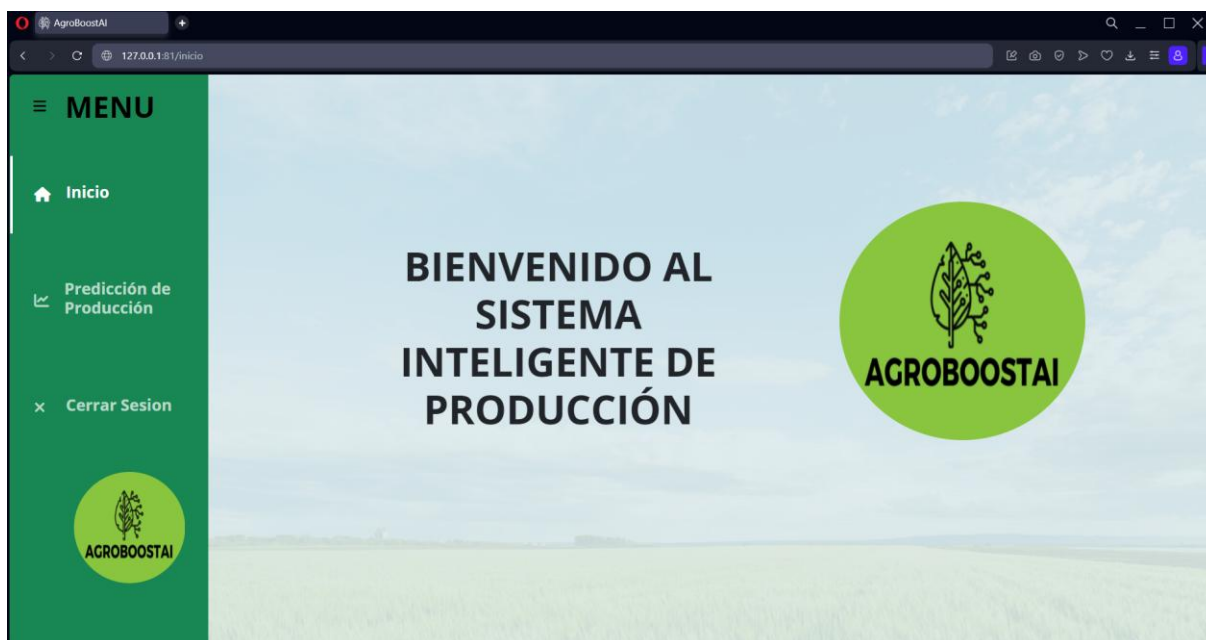 AgroBoostAI
127.0.0.1:81/inicio
MENU
Inicio
Predicción de
Producción
Cerrar Sesion
AGROBOOSTAI
BIENVENIDO AL
SISTEMA
INTELIGENTE DE
PRODUCCIÓN
AGROBOOSTAI